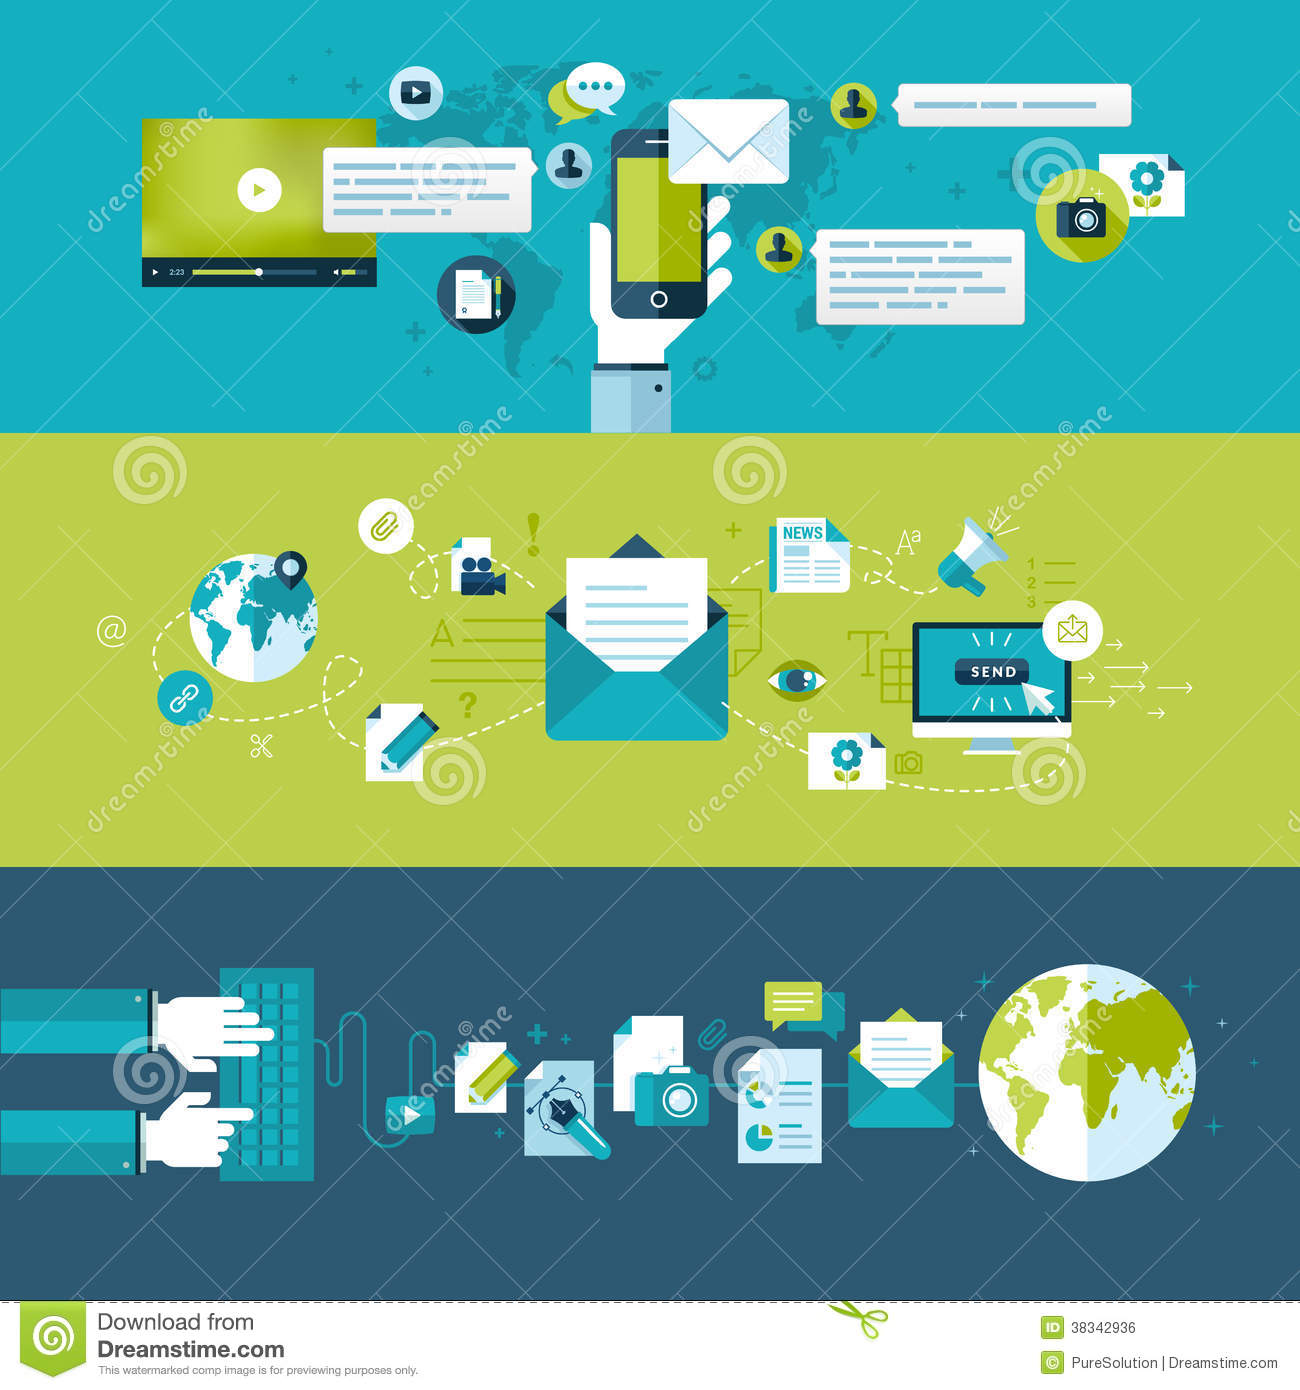 2:23
@
A
?
!
+
NEWS
Aa
1
2
3
T
SEND
Download from
Dreamstime.com
This watermarked comp image is for previewing purposes only.
ID 38342936
© PureSolution | Dreamstime.com
dreamstime